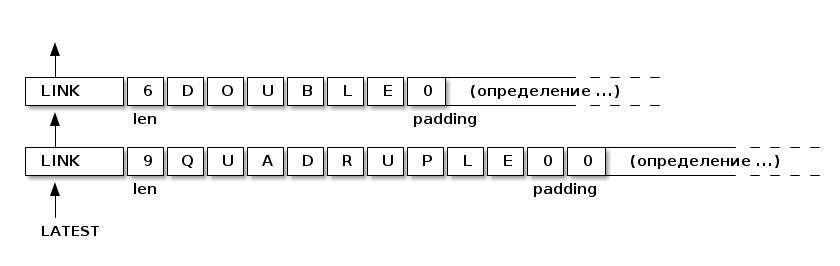 LINK 6 D O U B L E 0 (определение ...)
len padding
LINK 9 Q U A D R U P L E 0 0 (определение ...)
len padding
LATEST